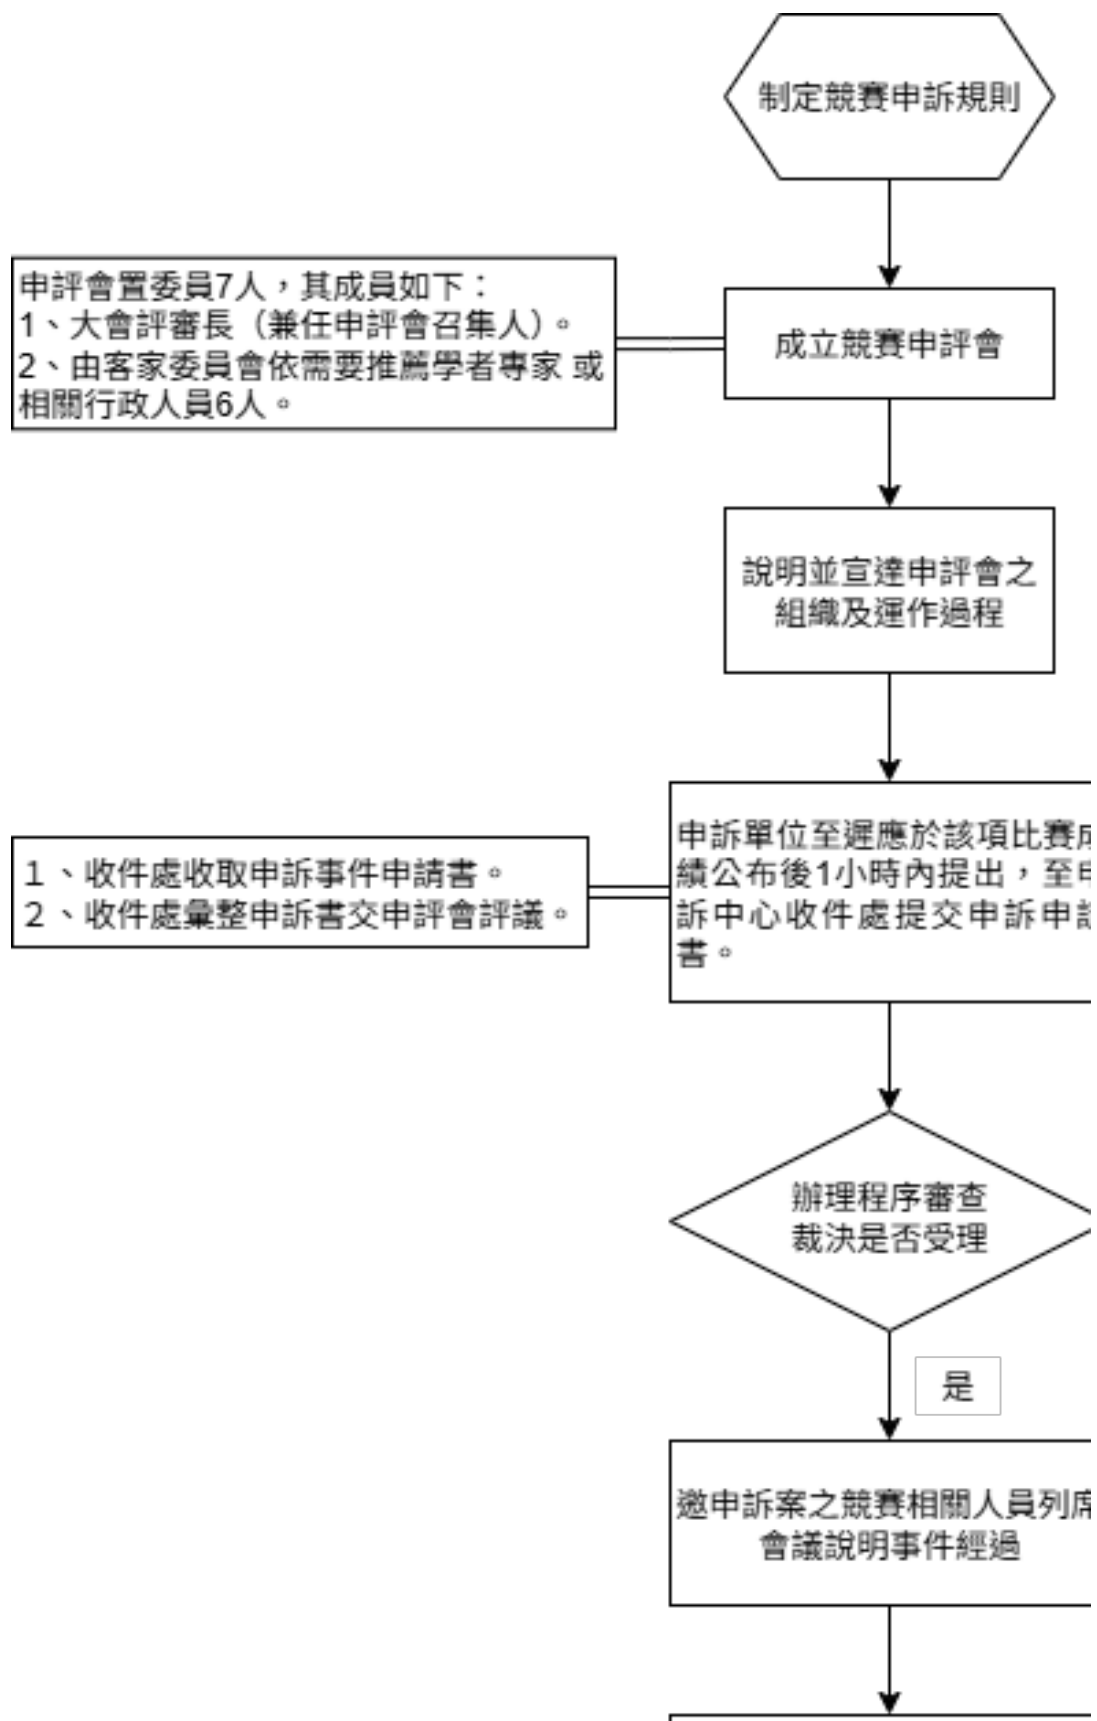 制定競賽申訴規則
申評會置委員7人，其成員如下：
1、大會評審長（兼任申評會召集人）。
2、由客家委員會依需要推薦學者專家 或
相關行政人員6人。
成立競賽申評會
說明並宣達申評會之
組織及運作過程
１、收件處收取申訴事件申請書。
２、收件處彙整申訴書交申評會評議。
申訴單位至遲應於該項比賽成
績公布後1小時內提出，至申
訴中心收件處提交申訴申請
書。
辦理程序審查
裁決是否受理
是
邀申訴案之競賽相關人員列席
會議說明事件經過